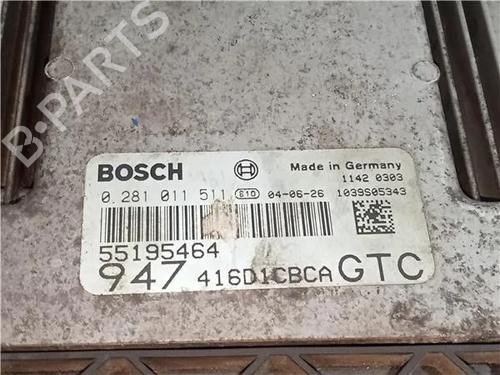 B-PARTS
BOSCH Made in Germany
1142 0303
0 281 011 511 e1D 04-06-26 1039S05343
55195464
947 416D1CBCA GTC